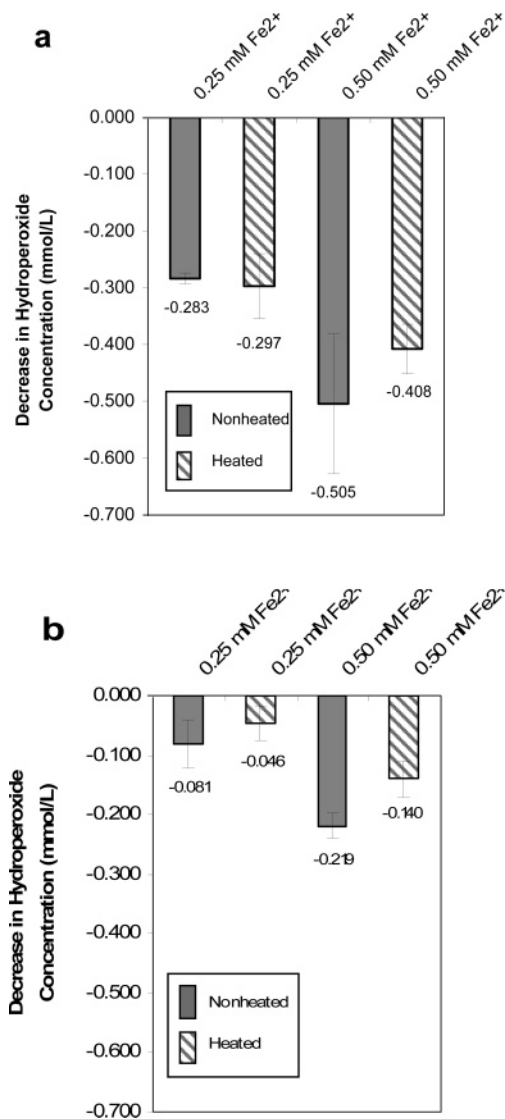 a
0.25 mM Fe2+
0.25 mM Fe2+
0.50 mM Fe2+
0.50 mM Fe2+
Decrease in Hydroperoxide
Concentration (mmol/L)
0.000
-0.100
-0.200
-0.300
-0.400
-0.500
-0.600
-0.700
-0.283
-0.297
-0.505
-0.408
Nonheated
Heated
b
0.25 mM Fe2-
0.25 mM Fe2-
0.50 mM Fe2-
0.50 mM Fe2-
Decrease in Hydroperoxide
Concentration (mmol/L)
0.000
-0.100
-0.200
-0.300
-0.400
-0.500
-0.600
-0.700
-0.081
-0.046
-0.219
-0.140
Nonheated
Heated